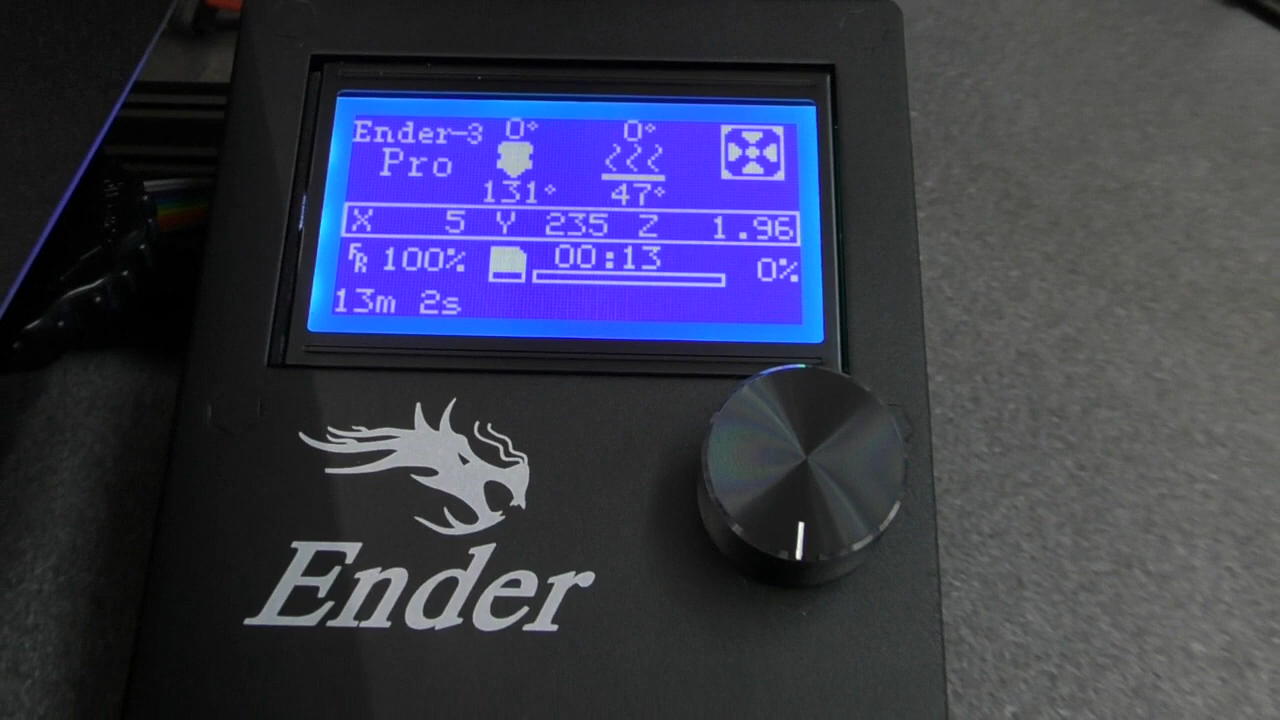 Ender-3 0° 0°
Pro
131° 47°
X 5 Y 235 Z 1.96
FR 100% 00:13 0%
13m 2s
Ender